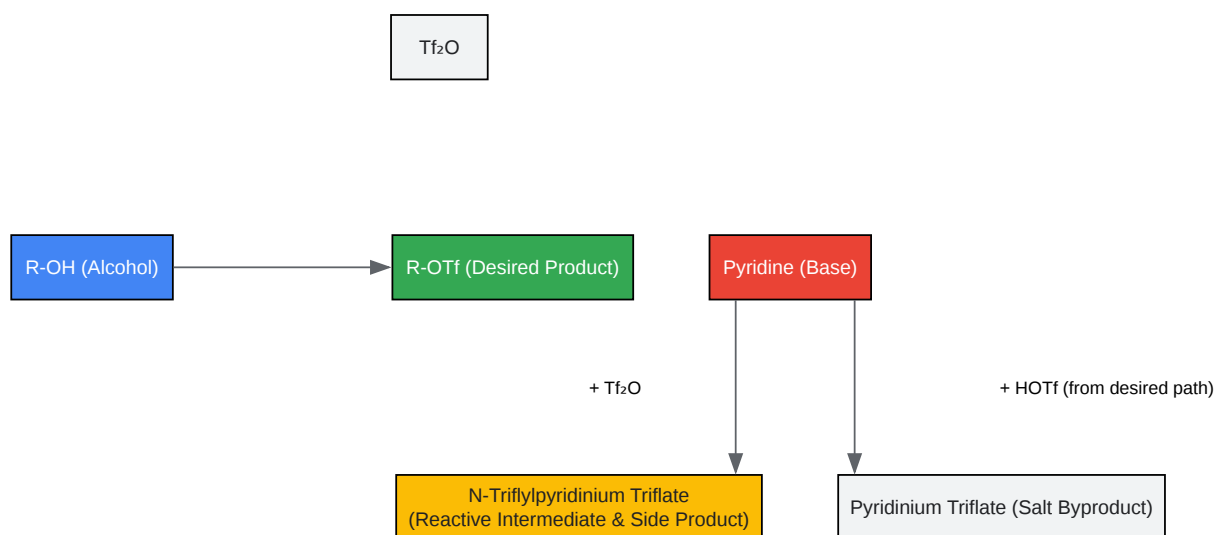 Tf₂O
R-OH (Alcohol)
R-OTf (Desired Product)
Pyridine (Base)
+ Tf₂O
+ HOTf (from desired path)
N-Triflylpyridinium Triflate
(Reactive Intermediate & Side Product)
Pyridinium Triflate (Salt Byproduct)